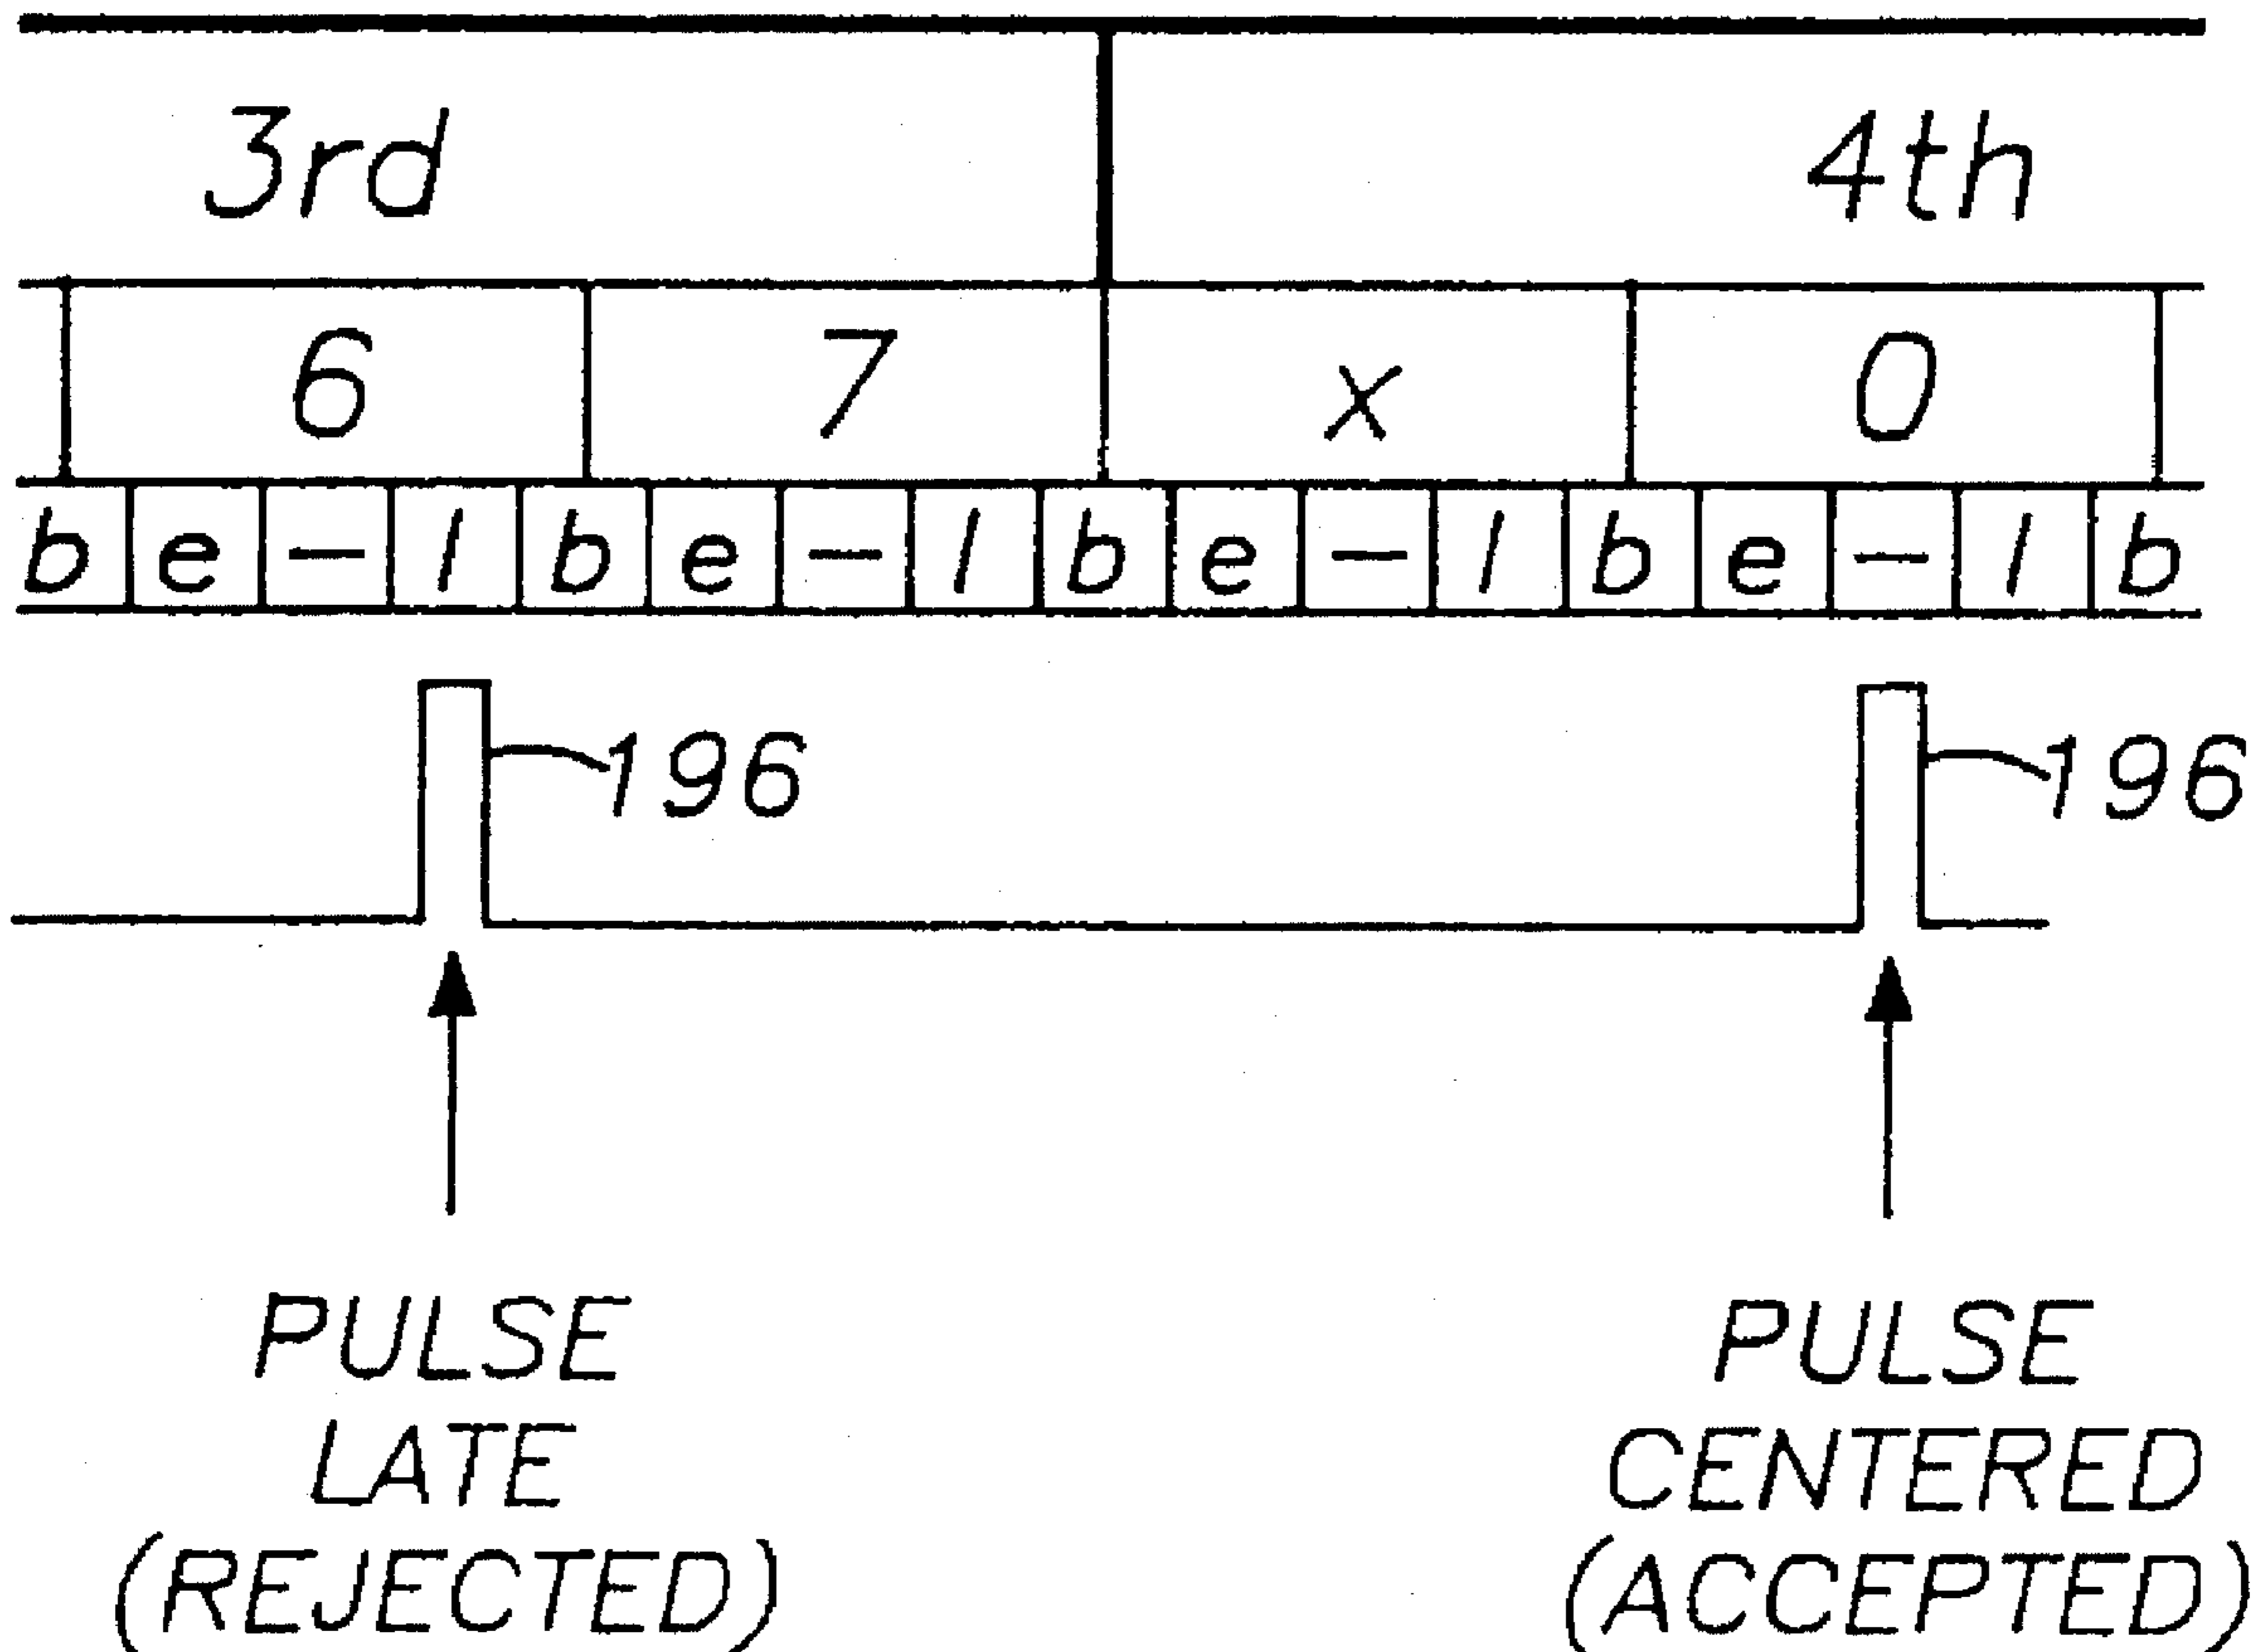 3rd 4th
6 7 x 0
b e – l b e – l b e – l b e – l b
196 196
PULSE
LATE
(REJECTED)
PULSE
CENTERED
(ACCEPTED)